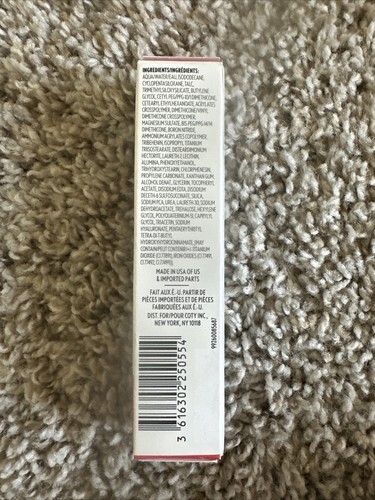 INGREDIENTS/INGRÉDIENTS:
AQUA/WATER/EAU, ISODODECANE,
CYCLOPENTASILOXANE, TALC,
TRIMETHYLSILOXYSILICATE, BUTYLENE
GLYCOL, CETYL PEG/PPG-10/1 DIMETHICONE,
CETEARYL ETHYLHEXANOATE, ACRYLATES
CROSSPOLYMER, DIMETHICONE/VINYL
DIMETHICONE CROSSPOLYMER,
MAGNESIUM SULFATE, BIS-PEG/PPG-14/14
DIMETHICONE, BORON NITRIDE,
AMMONIUM ACRYLATES COPOLYMER,
TRIBEHENIN, ISOPROPYL TITANIUM
TRIISOSTEARATE, DISTEARDIMONIUM
HECTORITE, LAURETH-7, LECITHIN,
ALUMINA, PHENOXYETHANOL,
TRIHYDROXYSTEARIN, CHLORPHENESIN,
PROPYLENE CARBONATE, XANTHAN GUM,
ALCOHOL DENAT., GLYCERIN, TOCOPHERYL
ACETATE, DISODIUM EDTA, DISODIUM
DECETH-6 SULFOSUCCINATE, SILICA,
SODIUM PCA, UREA, LAURETH-30, SODIUM
DEHYDROACETATE, TREHALOSE, HEXYLENE
GLYCOL, POLYQUATERNIUM-51, CAPRYLYL
GLYCOL, TRIACETIN, SODIUM
HYALURONATE, PENTAERYTHRITYL
TETRA-DI-T-BUTYL
HYDROXYHYDROCINNAMATE, [MAY
CONTAIN/PEUT CONTENIR/+/-:TITANIUM
DIOXIDE (CI 77891), IRON OXIDES (CI 77491,
CI 77492, CI 77499)].
MADE IN USA OF US
& IMPORTED PARTS
FAIT AUX É.-U. PARTIR DE
PIÈCES IMPORTÉES ET DE PIÈCES
FABRIQUÉES AUX É.-U.
DIST. FOR/POUR COTY INC.,
NEW YORK, NY 10118
99260085687
3 616302 250554